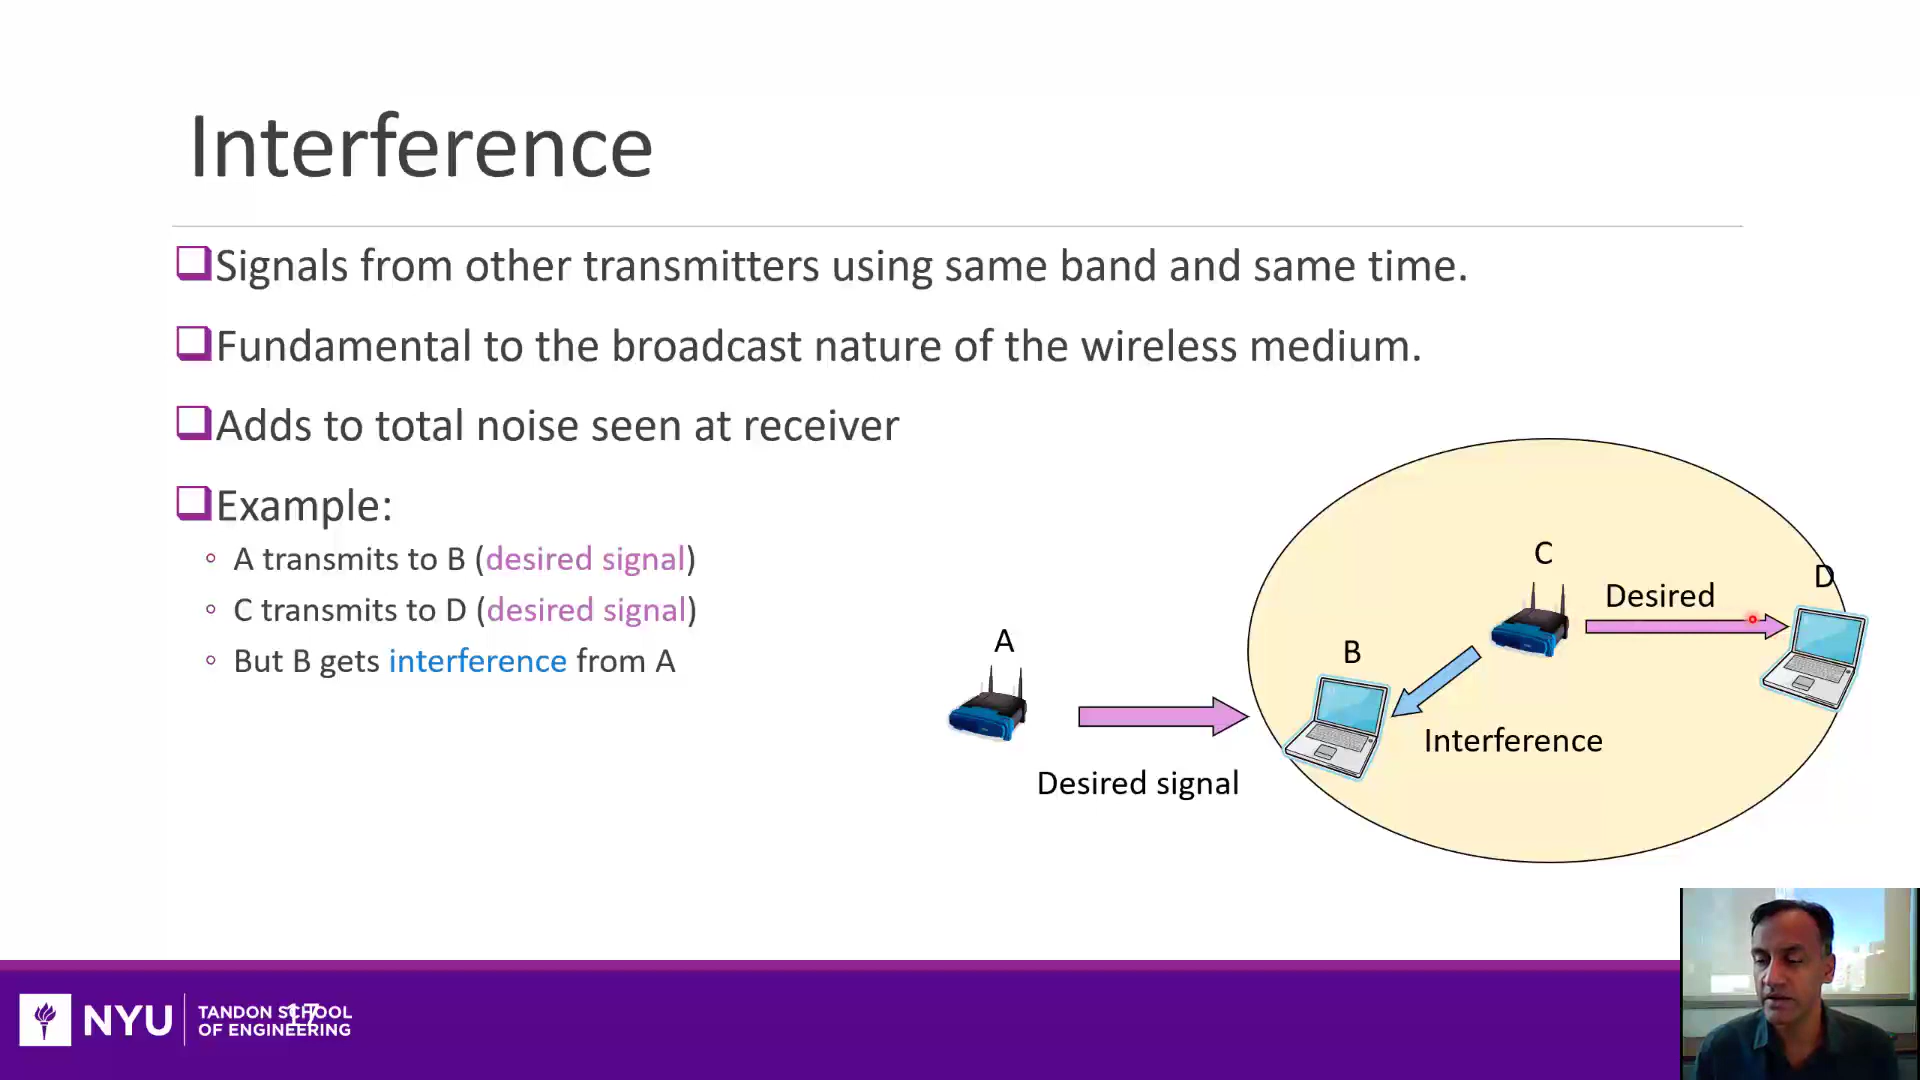 Interference
Signals from other transmitters using same band and same time.
Fundamental to the broadcast nature of the wireless medium.
Adds to total noise seen at receiver
Example:
A transmits to B (desired signal)
C transmits to D (desired signal)
But B gets interference from A
A
Desired signal
B
C
Desired
D
Interference
NYU
TANDON SCHOOL
OF ENGINEERING
17